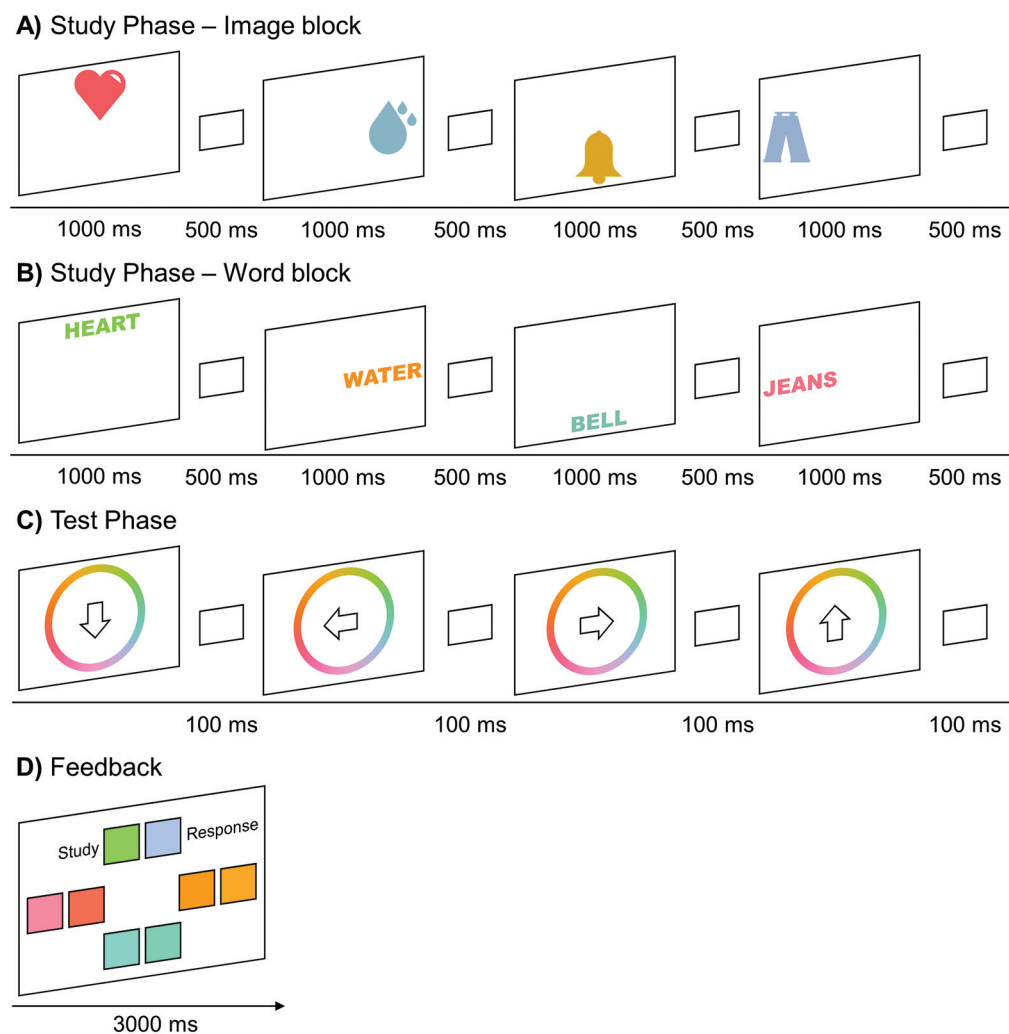 A) Study Phase – Image block
1000 ms 500 ms 1000 ms 500 ms 1000 ms 500 ms 1000 ms 500 ms
B) Study Phase – Word block
HEART
WATER
BELL
JEANS
1000 ms 500 ms 1000 ms 500 ms 1000 ms 500 ms 1000 ms 500 ms
C) Test Phase
100 ms 100 ms 100 ms 100 ms
D) Feedback
Study Response
3000 ms